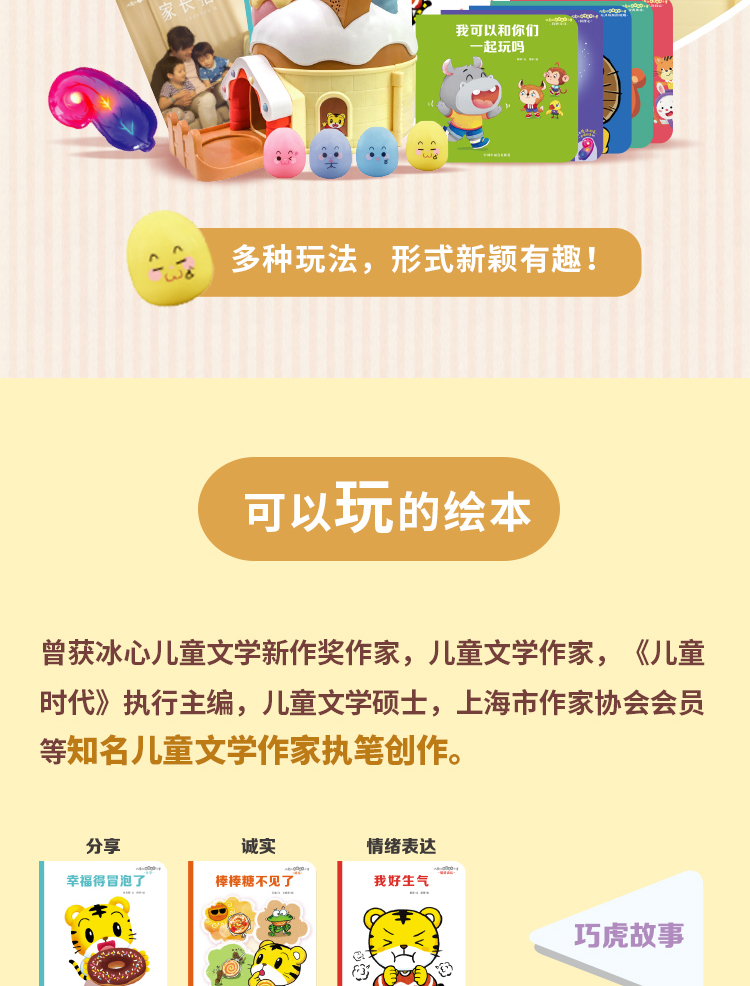 家长
我可以和你们
一起玩吗
多种玩法，形式新颖有趣！
可以玩的绘本
曾获冰心儿童文学新作奖作家，儿童文学作家，《儿童
时代》执行主编，儿童文学硕士，上海市作家协会会员
等知名儿童文学作家执笔创作。
分享
诚实
情绪表达
幸福得冒泡了
棒棒糖不见了
我好生气
巧虎故事